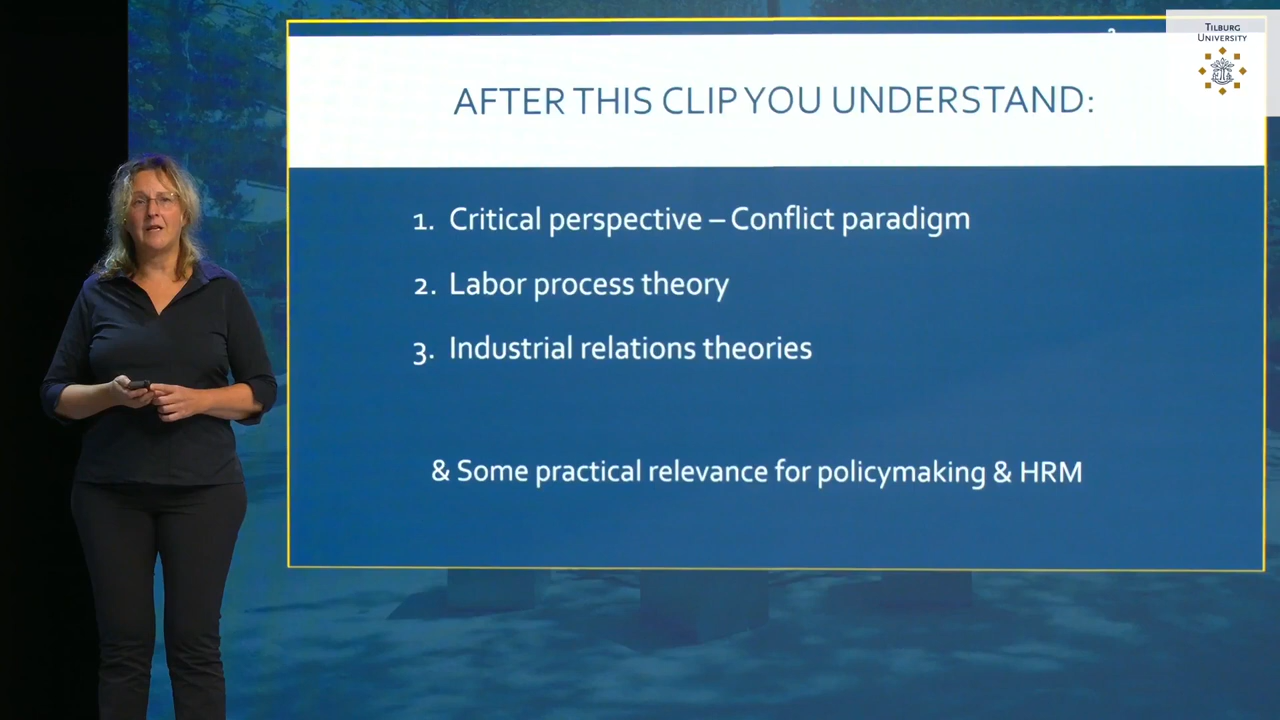 TILBURG
UNIVERSITY
AFTER THIS CLIP YOU UNDERSTAND:
1. Critical perspective – Conflict paradigm
2. Labor process theory
3. Industrial relations theories
& Some practical relevance for policymaking & HRM